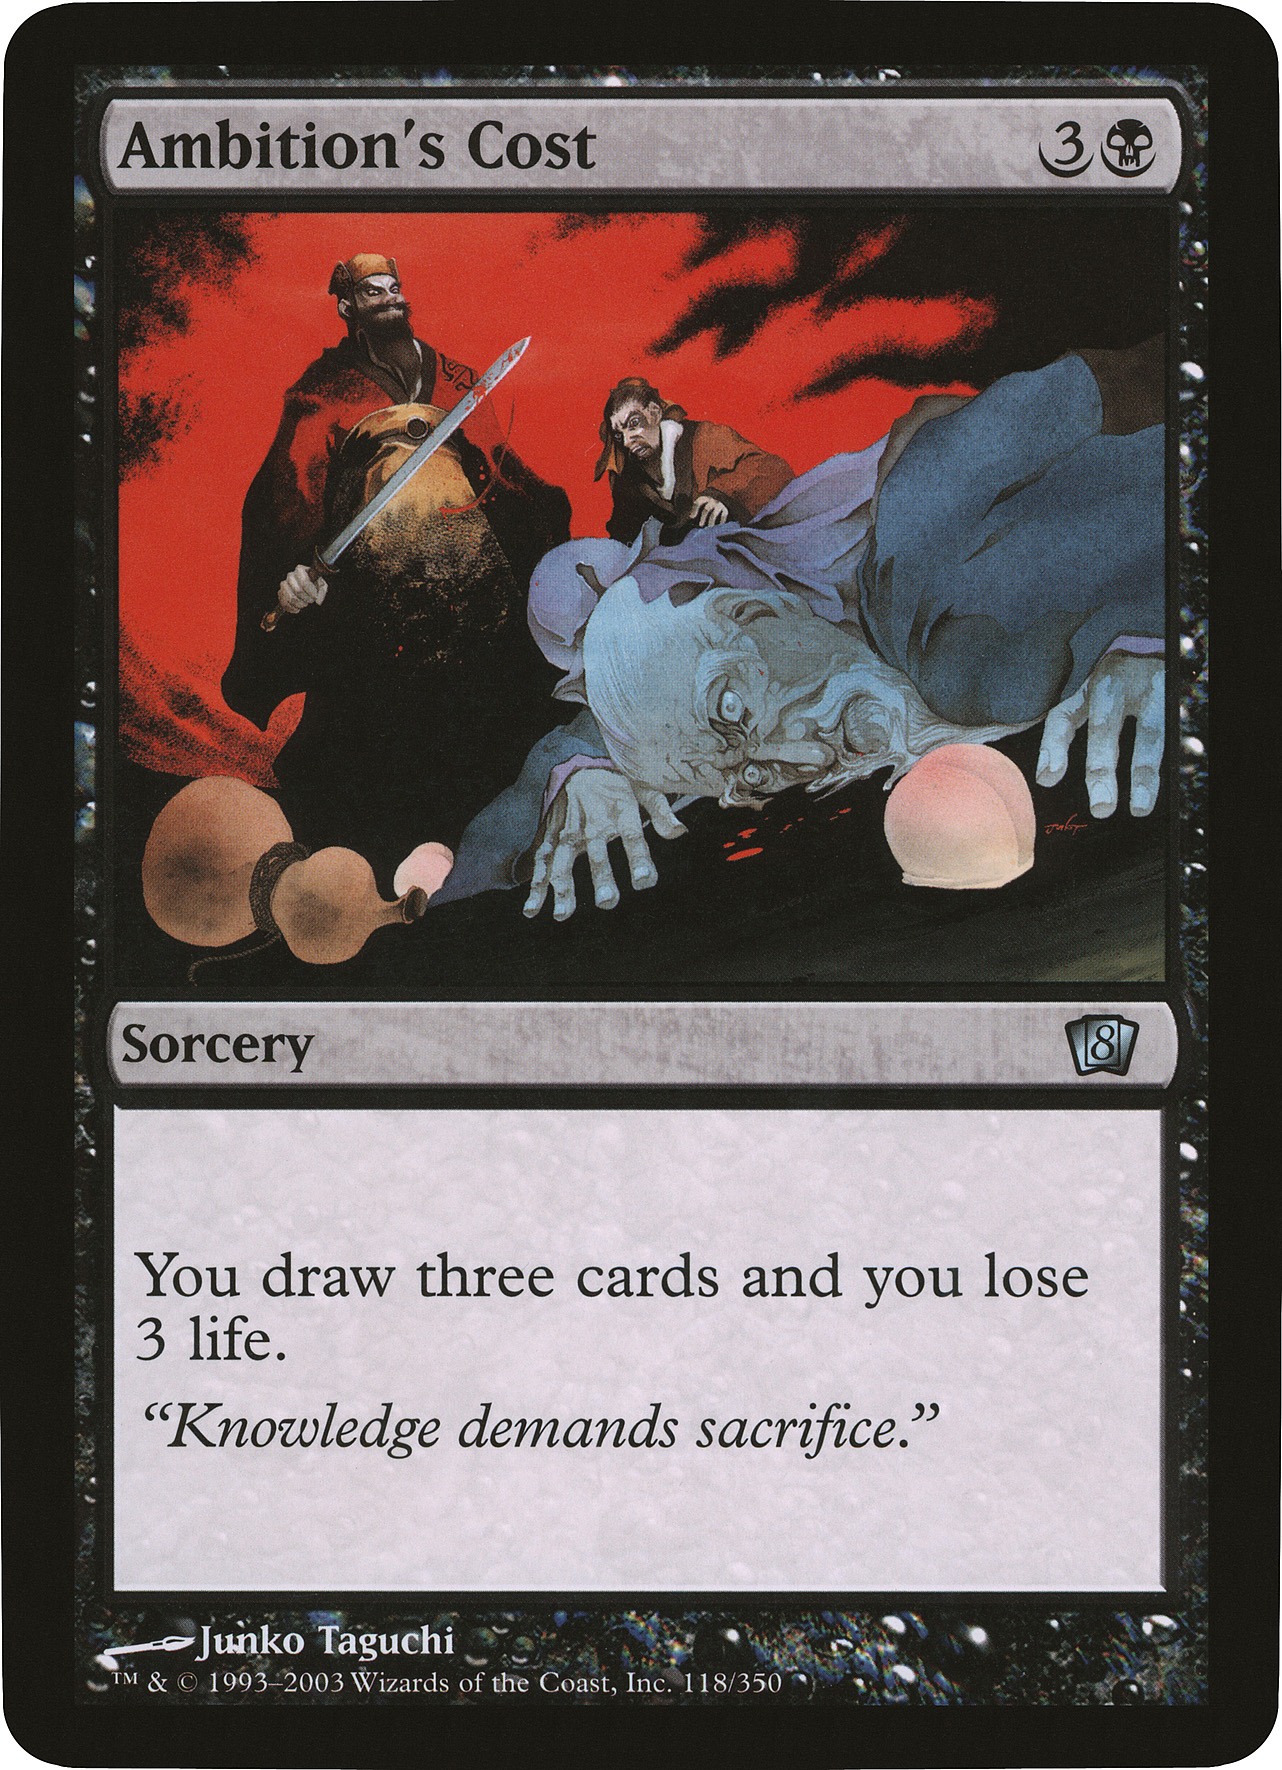 Ambition's Cost
3
Sorcery
8
You draw three cards and you lose
3 life.
“Knowledge demands sacrifice.”
Junko Taguchi
™ & © 1993–2003 Wizards of the Coast, Inc. 118/350